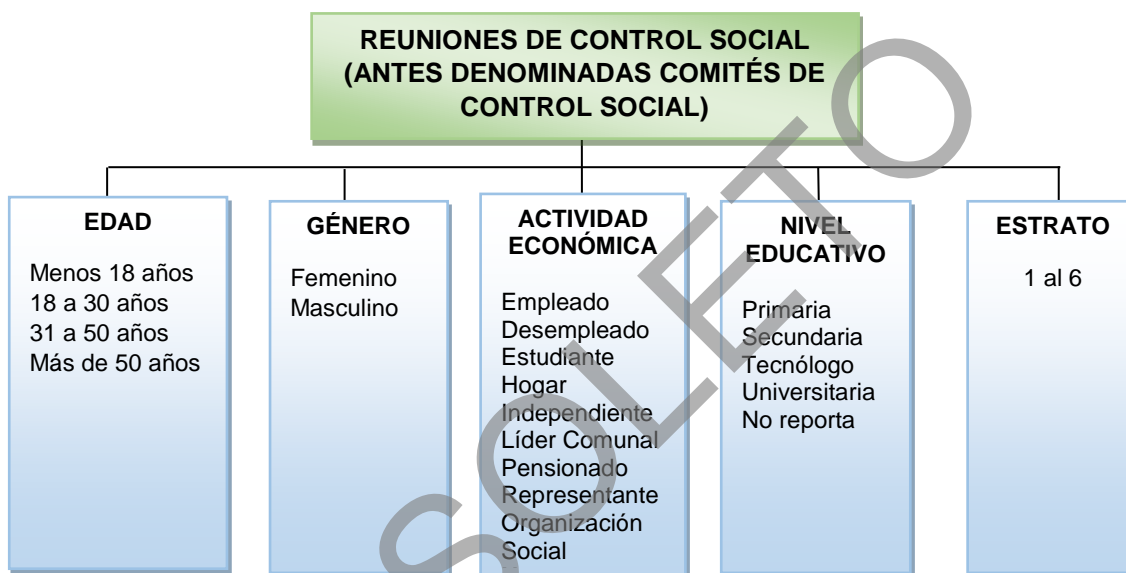 REUNIONES DE CONTROL SOCIAL
(ANTES DENOMINADAS COMITÉS DE
CONTROL SOCIAL)
EDAD
Menos 18 años
18 a 30 años
31 a 50 años
Más de 50 años
GÉNERO
Femenino
Masculino
ACTIVIDAD
ECONÓMICA
Empleado
Desempleado
Estudiante
Hogar
Independiente
Líder Comunal
Pensionado
Representante
Organización
Social
NIVEL
EDUCATIVO
Primaria
Secundaria
Tecnólogo
Universitaria
No reporta
ESTRATO
1 al 6
SOLETO